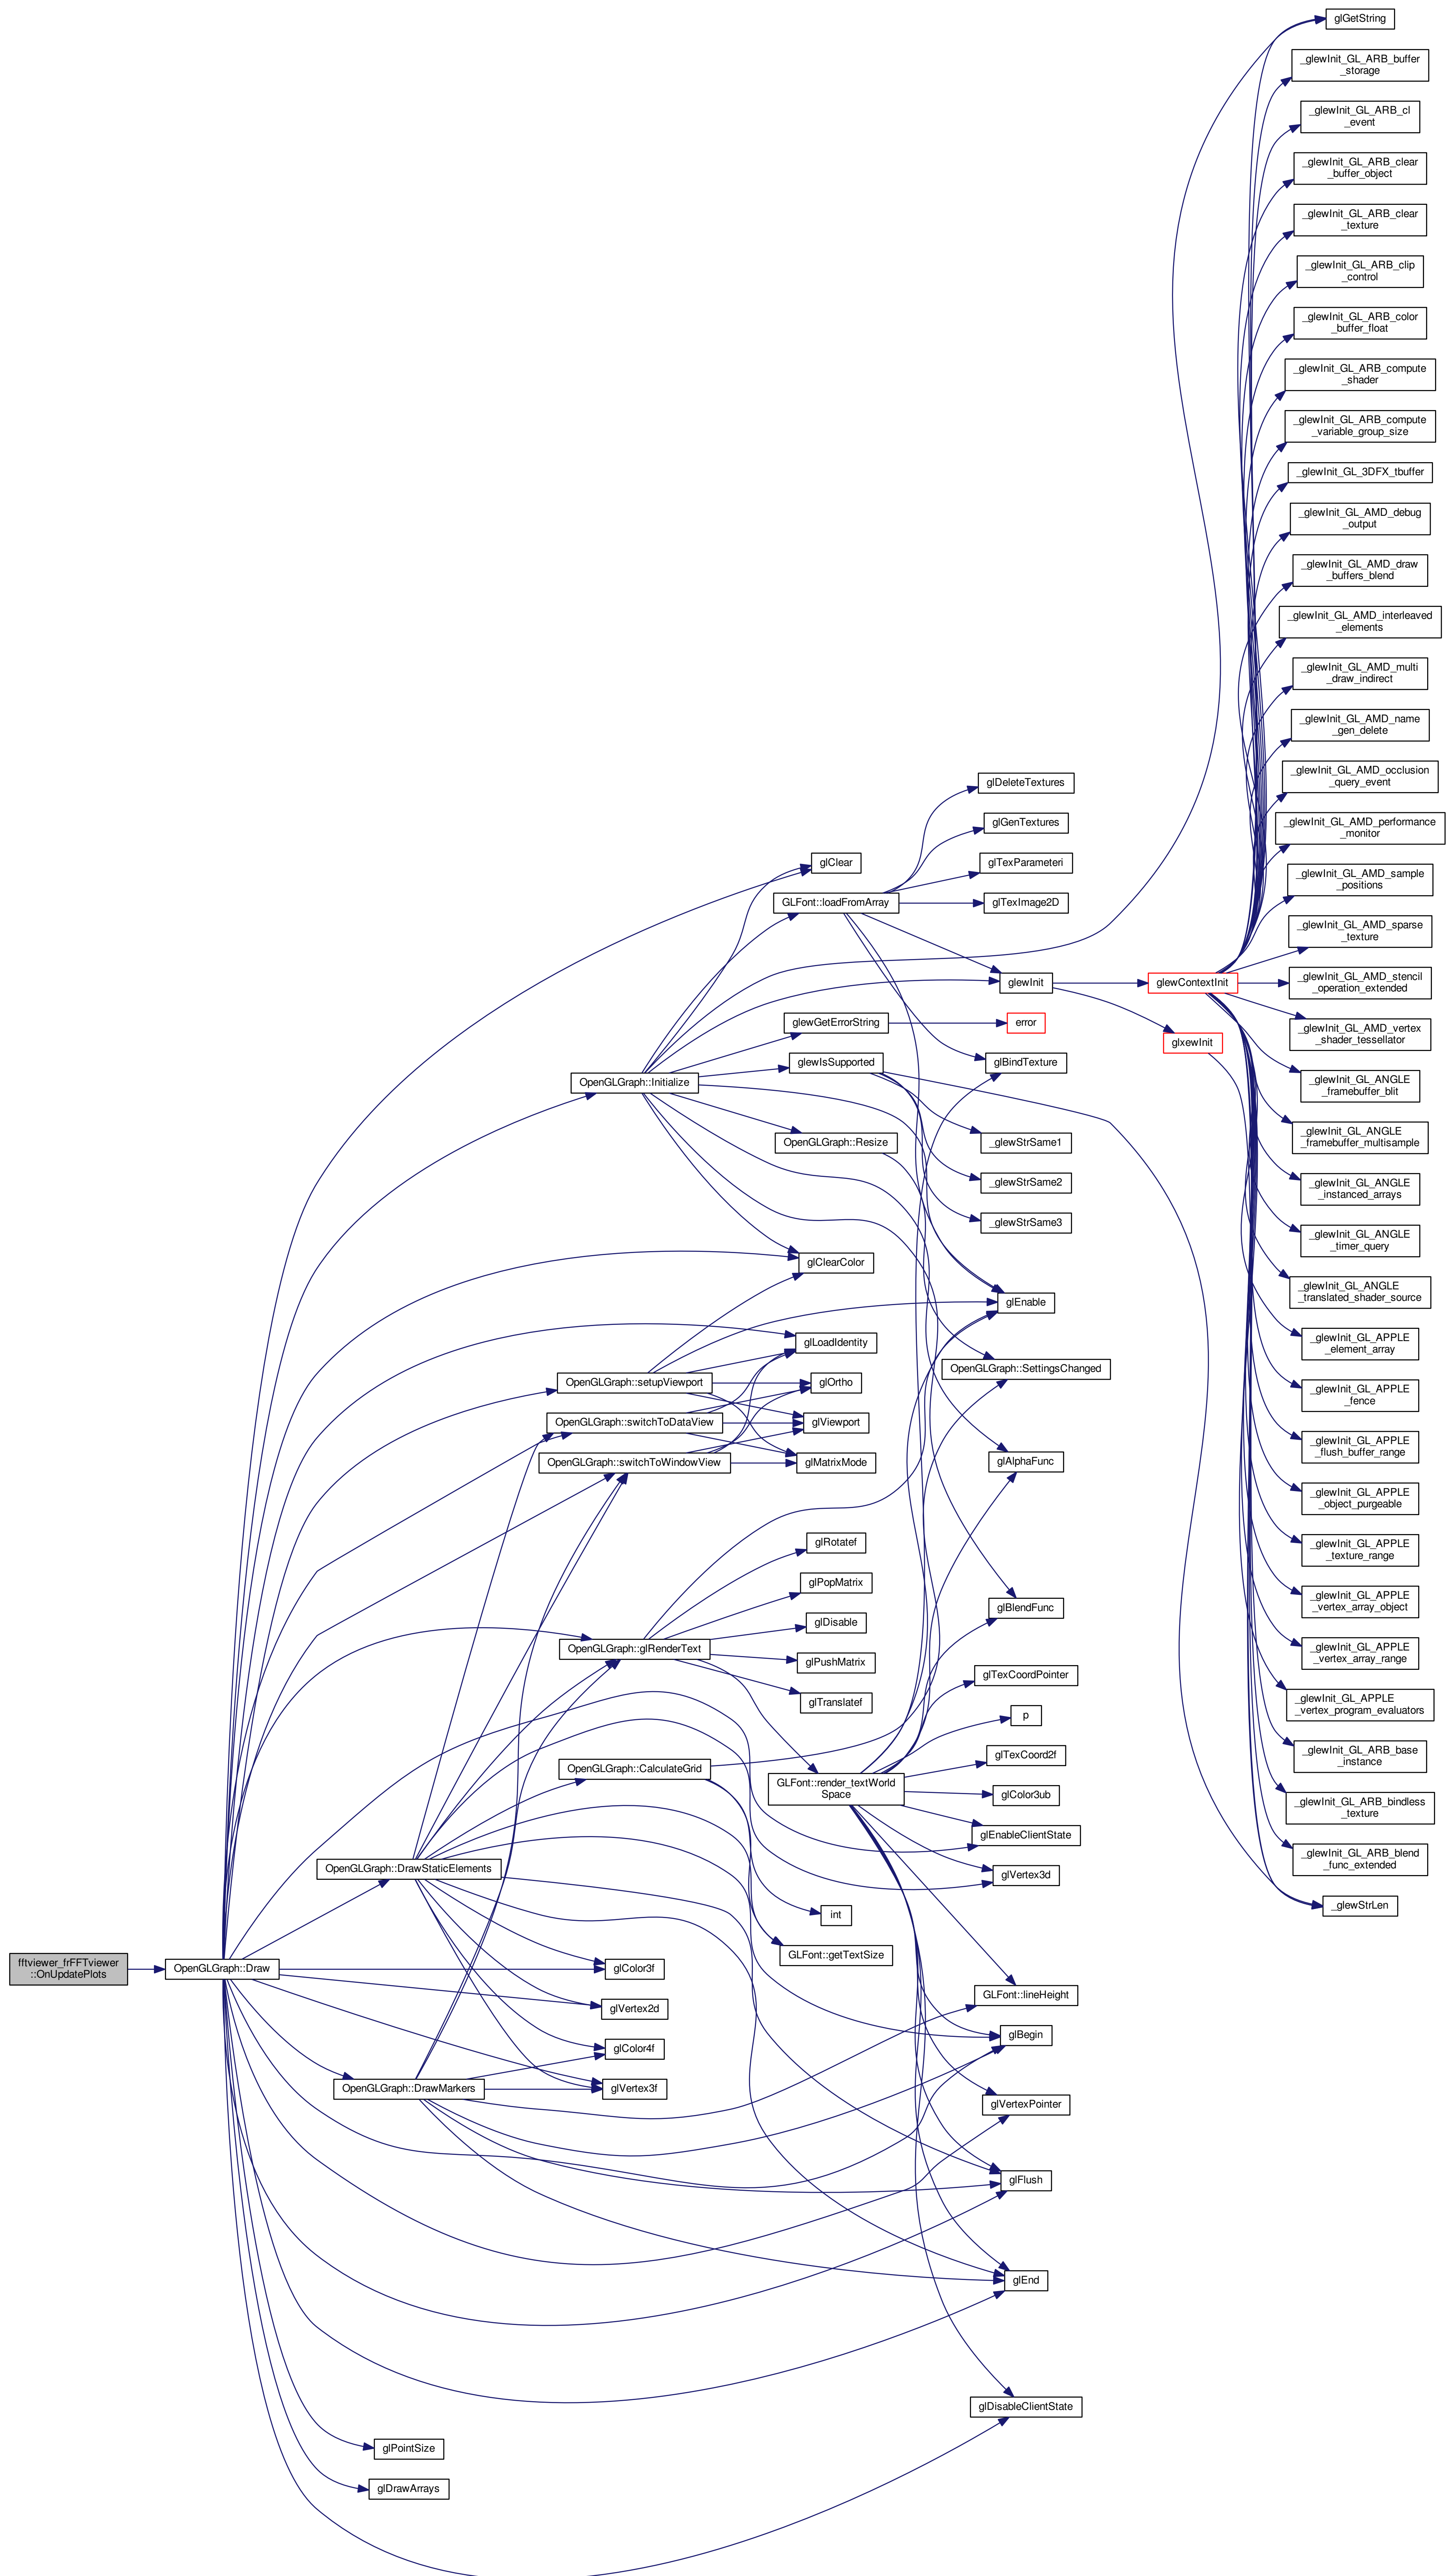 glGetString
_glewInit_GL_ARB_buffer
_storage
_glewInit_GL_ARB_cl
_event
_glewInit_GL_ARB_clear
_buffer_object
_glewInit_GL_ARB_clear
_texture
_glewInit_GL_ARB_clip
_control
_glewInit_GL_ARB_color
_buffer_float
_glewInit_GL_ARB_compute
_shader
_glewInit_GL_ARB_compute
_variable_group_size
_glewInit_GL_3DFX_tbuffer
_glewInit_GL_AMD_debug
_output
_glewInit_GL_AMD_draw
_buffers_blend
_glewInit_GL_AMD_interleaved
_elements
_glewInit_GL_AMD_multi
_draw_indirect
_glewInit_GL_AMD_name
_gen_delete
_glewInit_GL_AMD_occlusion
_query_event
_glewInit_GL_AMD_performance
_monitor
_glewInit_GL_AMD_sample
_positions
_glewInit_GL_AMD_sparse
_texture
_glewInit_GL_AMD_stencil
_operation_extended
_glewInit_GL_AMD_vertex
_shader_tessellator
_glewInit_GL_ANGLE
_framebuffer_blit
_glewInit_GL_ANGLE
_framebuffer_multisample
_glewInit_GL_ANGLE
_instanced_arrays
_glewInit_GL_ANGLE
_timer_query
_glewInit_GL_ANGLE
_translated_shader_source
_glewInit_GL_APPLE
_element_array
_glewInit_GL_APPLE
_fence
_glewInit_GL_APPLE
_flush_buffer_range
_glewInit_GL_APPLE
_object_purgeable
_glewInit_GL_APPLE
_texture_range
_glewInit_GL_APPLE
_vertex_array_object
_glewInit_GL_APPLE
_vertex_array_range
_glewInit_GL_APPLE
_vertex_program_evaluators
_glewInit_GL_ARB_base
_instance
_glewInit_GL_ARB_bindless
_texture
_glewInit_GL_ARB_blend
_func_extended
_glewStrLen
glewContextInit
glxewInit
glDeleteTextures
glGenTextures
glTexParameteri
glTexImage2D
glewInit
error
glBindTexture
_glewStrSame1
_glewStrSame2
_glewStrSame3
glEnable
OpenGLGraph::SettingsChanged
glAlphaFunc
glBlendFunc
glTexCoordPointer
p
glTexCoord2f
glColor3ub
glEnableClientState
glVertex3d
GLFont::lineHeight
glBegin
glVertexPointer
glFlush
glEnd
glDisableClientState
glClear
GLFont::loadFromArray
glewGetErrorString
glewIsSupported
OpenGLGraph::Resize
glClearColor
glLoadIdentity
glOrtho
glViewport
glMatrixMode
glRotatef
glPopMatrix
glDisable
glPushMatrix
glTranslatef
GLFont::render_textWorld
Space
int
GLFont::getTextSize
OpenGLGraph::Initialize
OpenGLGraph::setupViewport
OpenGLGraph::switchToDataView
OpenGLGraph::switchToWindowView
OpenGLGraph::glRenderText
OpenGLGraph::CalculateGrid
glColor3f
glVertex2d
glColor4f
glVertex3f
OpenGLGraph::DrawStaticElements
OpenGLGraph::DrawMarkers
glPointSize
glDrawArrays
OpenGLGraph::Draw
fftviewer_frFFTviewer
::OnUpdatePlots